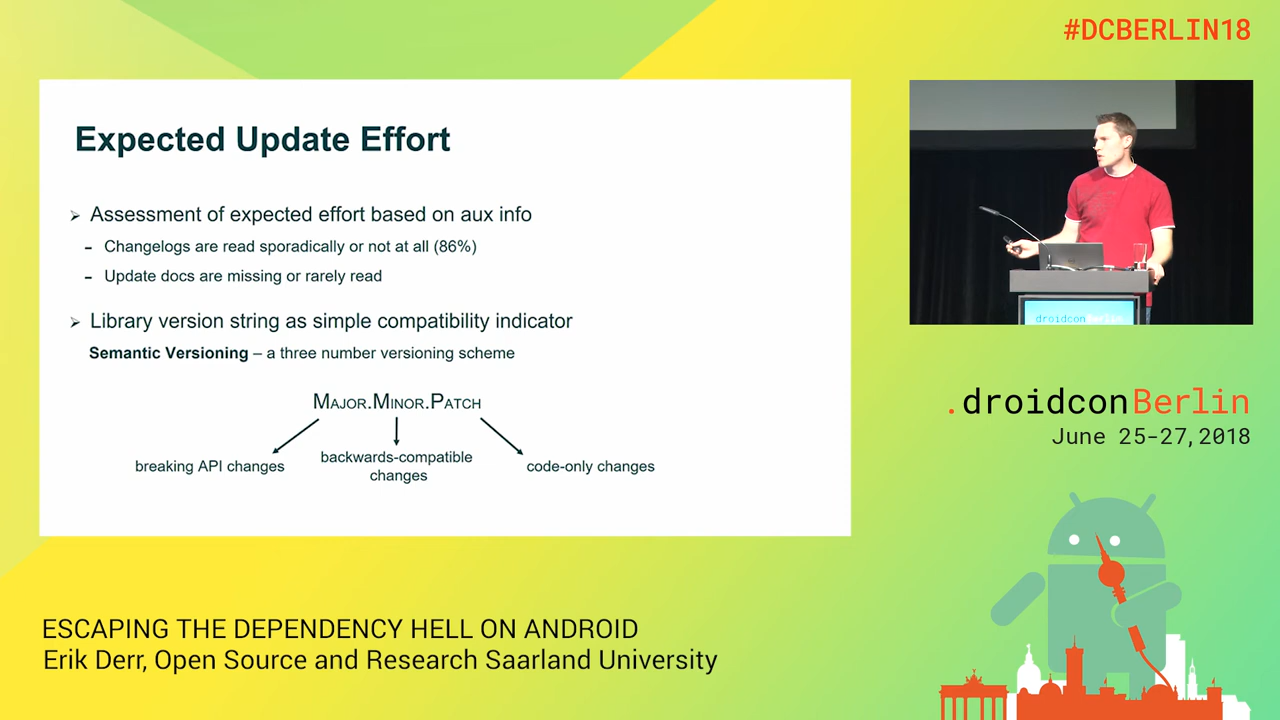 #DCBERLIN18
Expected Update Effort
➢ Assessment of expected effort based on aux info
– Changelogs are read sporadically or not at all (86%)
– Update docs are missing or rarely read
➢ Library version string as simple compatibility indicator
Semantic Versioning – a three number versioning scheme
MAJOR.MINOR.PATCH
breaking API changes
backwards-compatible
changes
code-only changes
droidcon Berlin
.droidconBerlin
June 25-27,2018
ESCAPING THE DEPENDENCY HELL ON ANDROID
Erik Derr, Open Source and Research Saarland University